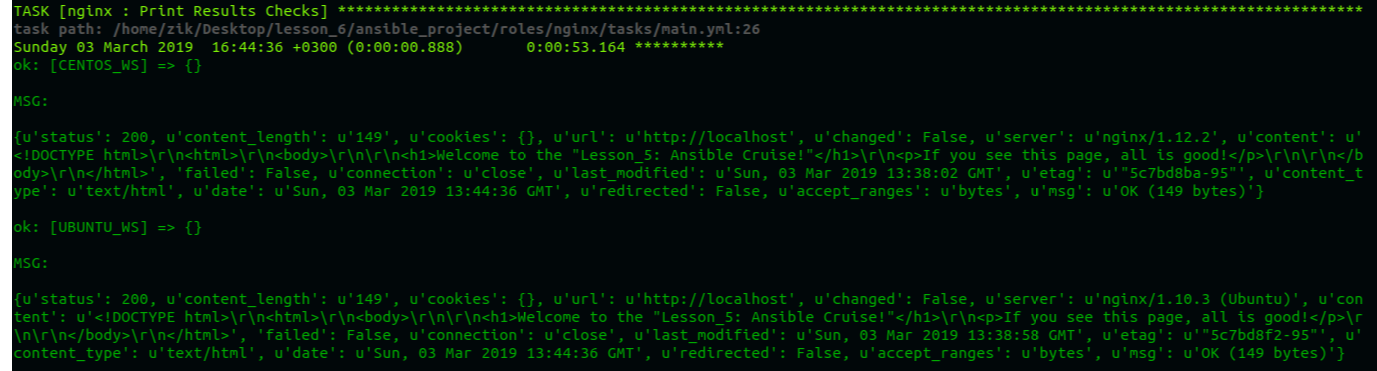 TASK [nginx : Print Results Checks] ******************************************************************************************************************
task path: /home/zik/Desktop/lesson_6/ansible_project/roles/nginx/tasks/main.yml:26
Sunday 03 March 2019  16:44:36 +0300 (0:00:00.888)       0:00:53.164 **********
ok: [CENTOS_WS] => {}

MSG:

{u'status': 200, u'content_length': u'149', u'cookies': {}, u'url': u'http://localhost', u'changed': False, u'server': u'nginx/1.12.2', u'content': u'
<!DOCTYPE html>\r\n<html>\r\n<body>\r\n\r\n<h1>Welcome to the "Lesson_5: Ansible Cruise!"</h1>\r\n<p>If you see this page, all is good!</p>\r\n\r\n</b
ody>\r\n</html>', 'failed': False, u'connection': u'close', u'last_modified': u'Sun, 03 Mar 2019 13:38:02 GMT', u'etag': u'"5c7bd8ba-95"', u'content_t
ype': u'text/html', u'date': u'Sun, 03 Mar 2019 13:44:36 GMT', u'redirected': False, u'accept_ranges': u'bytes', u'msg': u'OK (149 bytes)'}

ok: [UBUNTU_WS] => {}

MSG:

{u'status': 200, u'content_length': u'149', u'cookies': {}, u'url': u'http://localhost', u'changed': False, u'server': u'nginx/1.10.3 (Ubuntu)', u'con
tent': u'<!DOCTYPE html>\r\n<html>\r\n<body>\r\n\r\n<h1>Welcome to the "Lesson_5: Ansible Cruise!"</h1>\r\n<p>If you see this page, all is good!</p>\r
\n\r\n</body>\r\n</html>', 'failed': False, u'connection': u'close', u'last_modified': u'Sun, 03 Mar 2019 13:38:58 GMT', u'etag': u'"5c7bd8f2-95"', u'
content_type': u'text/html', u'date': u'Sun, 03 Mar 2019 13:44:36 GMT', u'redirected': False, u'accept_ranges': u'bytes', u'msg': u'OK (149 bytes)'}